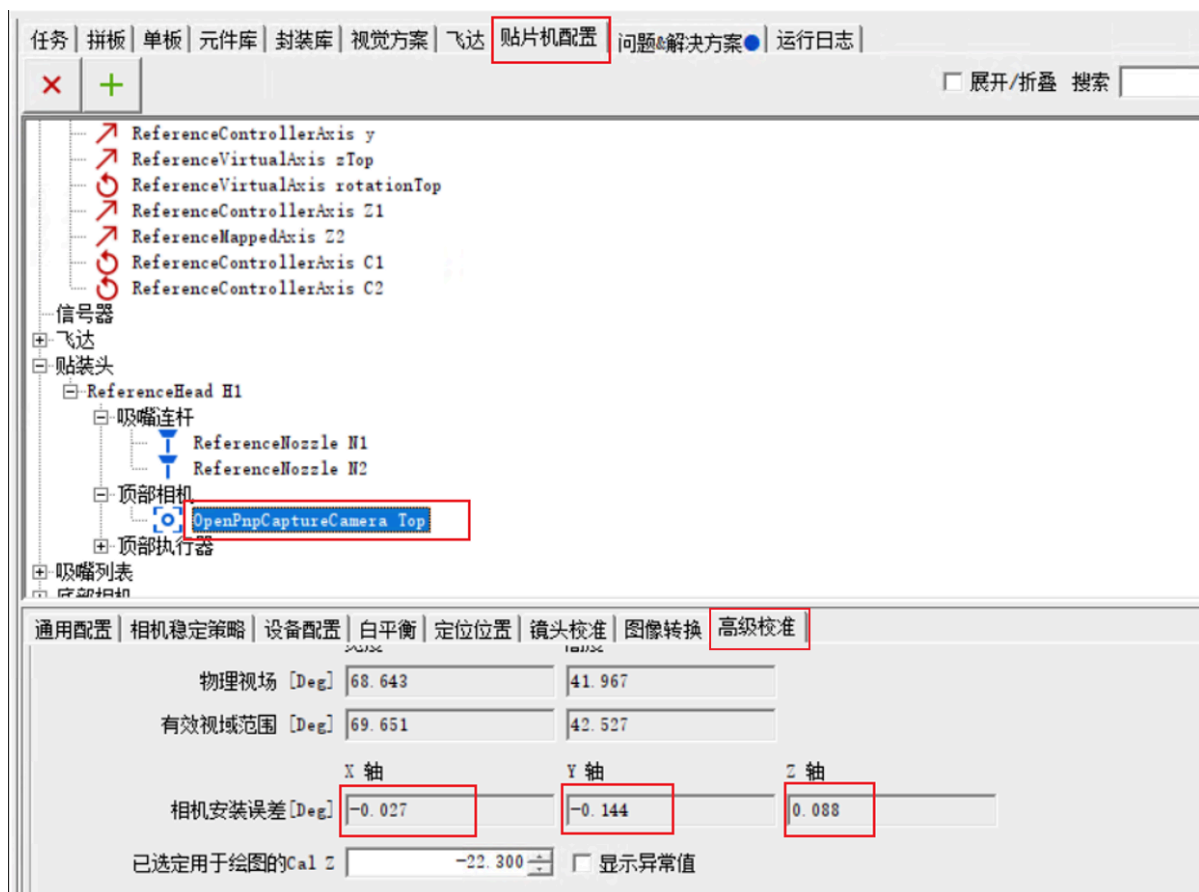 任务 拼板 单板 元件库 封装库 视觉方案 飞达 贴片机配置 问题&解决方案 运行日志
展开/折叠 搜索
ReferenceControllerAxis y
ReferenceVirtualAxis zTop
ReferenceVirtualAxis rotationTop
ReferenceControllerAxis Z1
ReferenceMappedAxis Z2
ReferenceControllerAxis C1
ReferenceControllerAxis C2
信号器
飞达
贴装头
ReferenceHead H1
吸嘴连杆
ReferenceNozzle N1
ReferenceNozzle N2
顶部相机
OpenPnpCaptureCamera Top
顶部执行器
吸嘴列表
底部相机
通用配置 相机稳定策略 设备配置 白平衡 定位位置 镜头校准 图像转换 高级校准
宽度 高度
物理视场 [Deg] 68.643 41.967
有效视域范围 [Deg] 69.651 42.527
X 轴 Y 轴 Z 轴
相机安装误差[Deg] -0.027 -0.144 0.088
已选定用于绘图的Cal Z -22.300 显示异常值